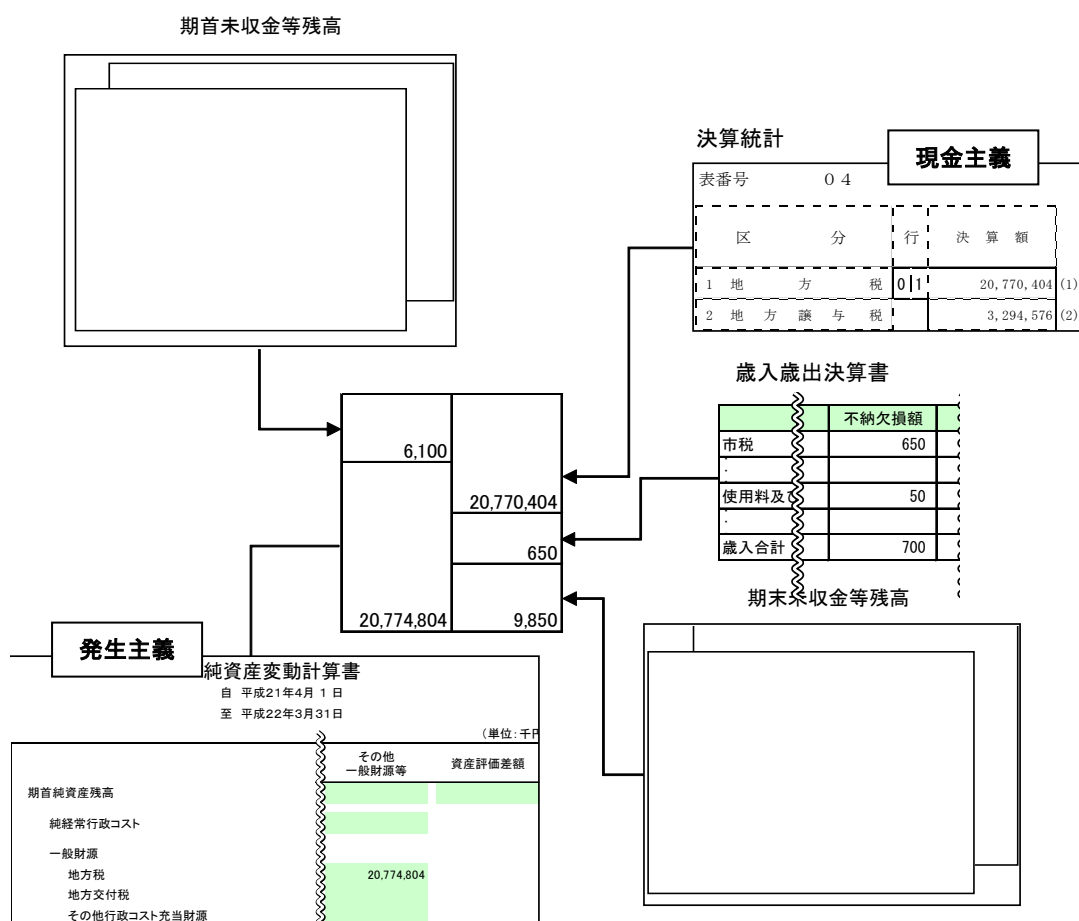 期首未収金等残高
決算統計
現金主義
表番号 04
区 分 行 決 算 額
1 地 方 税 0 1 20,770,404 (1)
2 地 方 譲 与 税 3,294,576 (2)
歳入歳出決算書
不納欠損額
市税 650
:
使用料及び 50
:
歳入合計 700
6,100
20,770,404
650
20,774,804 9,850
期末未収金等残高
発生主義
純資産変動計算書
自 平成21年4月 1 日
至 平成22年3月31日
(単位:千円
その他
一般財源等
資産評価差額
期首純資産残高
純経常行政コスト
一般財源
地方税 20,774,804
地方交付税
その他行政コスト充当財源